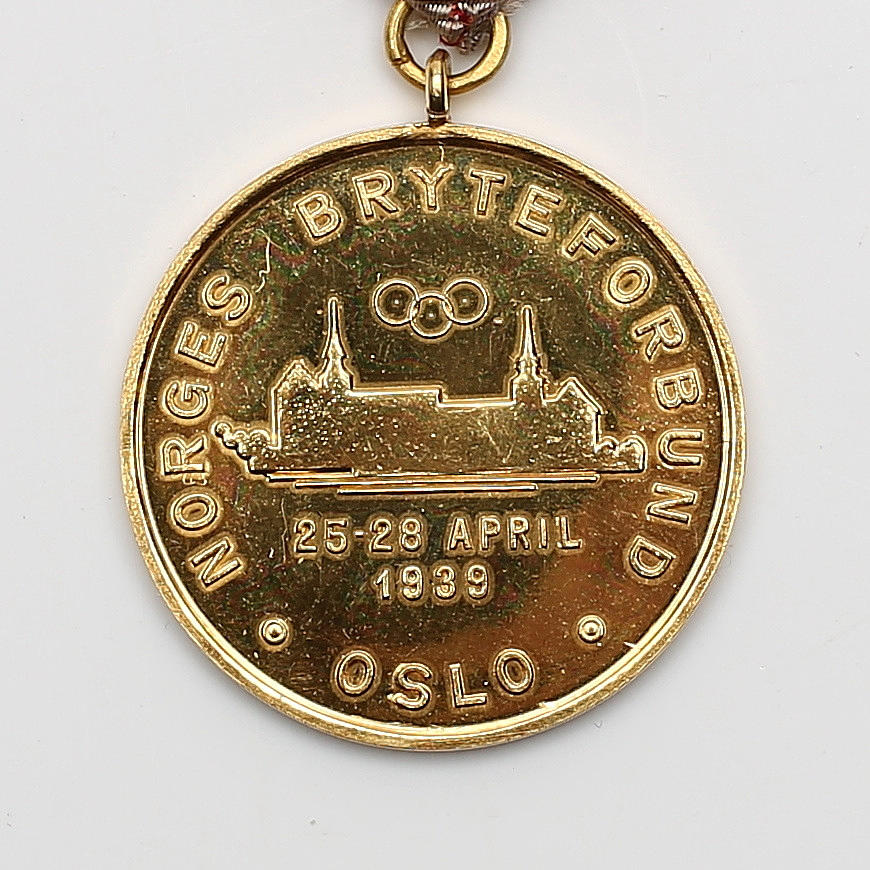 NORGES BRYTEFORBUND
25-28 APRIL
1939
OSLO